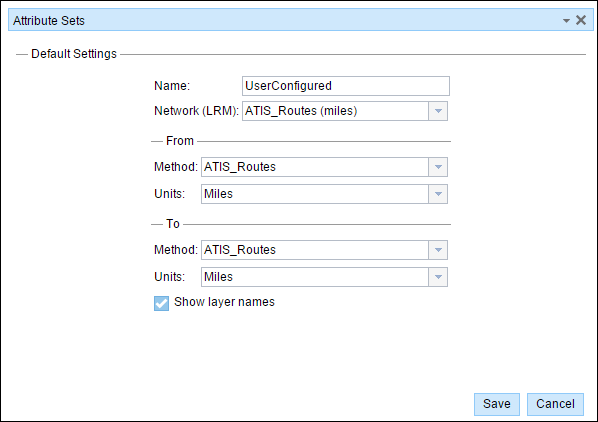 Attribute Sets
Default Settings
Name: UserConfigured
Network (LRM): ATIS_Routes (miles)
From
Method: ATIS_Routes
Units: Miles
To
Method: ATIS_Routes
Units: Miles
Show layer names
Save Cancel